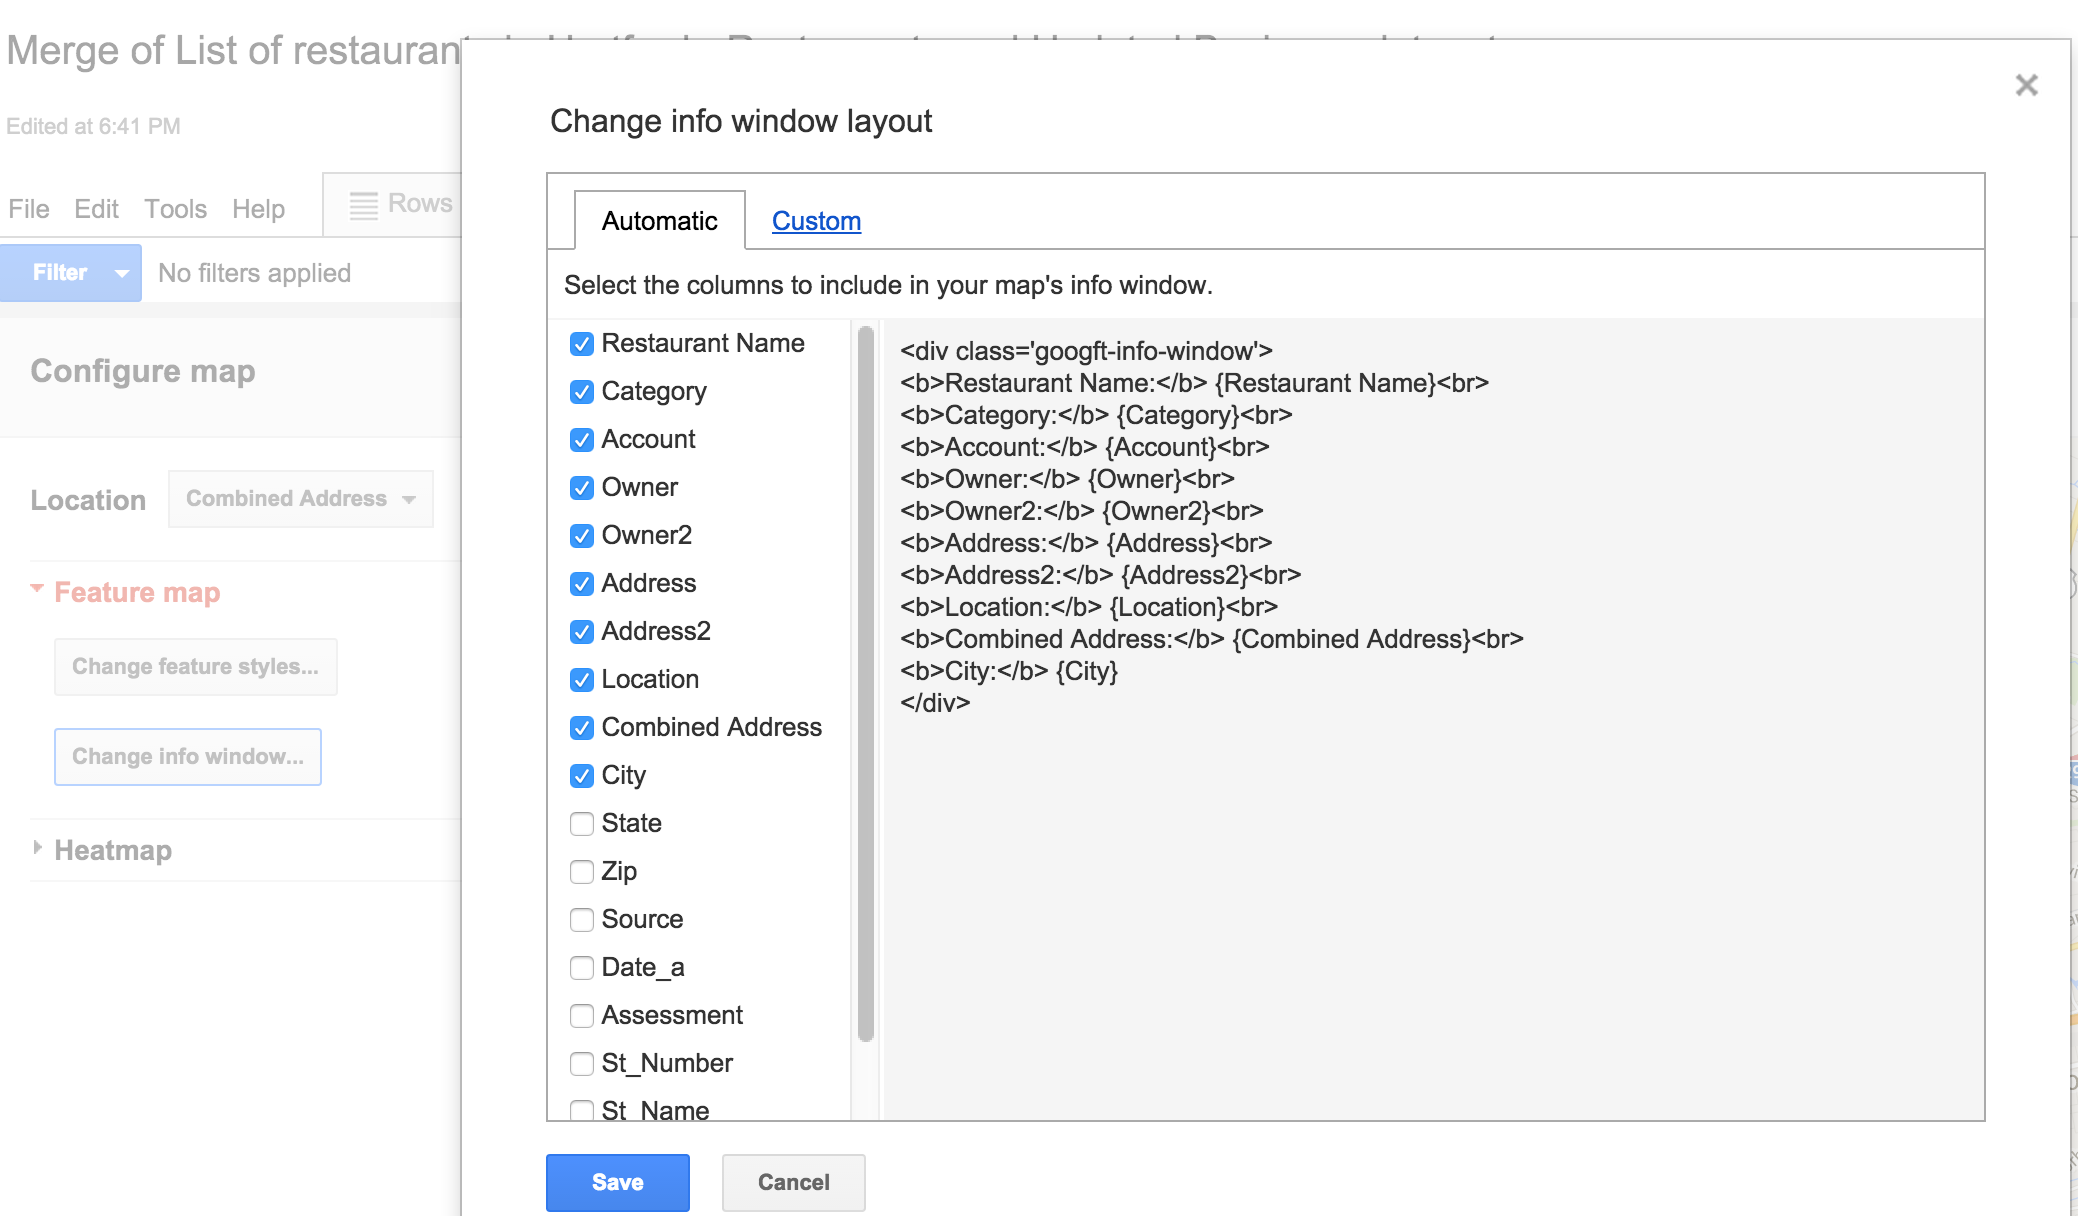 Merge of List of restaurant
Edited at 6:41 PM
File Edit Tools Help
Rows
Filter
No filters applied
Configure map
Location
Combined Address
Feature map
Change feature styles...
Change info window...
Heatmap
Change info window layout
Automatic
Custom
Select the columns to include in your map's info window.
Restaurant Name
Category
Account
Owner
Owner2
Address
Address2
Location
Combined Address
City
State
Zip
Source
Date_a
Assessment
St_Number
St_Name
<div class='googft-info-window'>
<b>Restaurant Name:</b> {Restaurant Name}<br>
<b>Category:</b> {Category}<br>
<b>Account:</b> {Account}<br>
<b>Owner:</b> {Owner}<br>
<b>Owner2:</b> {Owner2}<br>
<b>Address:</b> {Address}<br>
<b>Address2:</b> {Address2}<br>
<b>Location:</b> {Location}<br>
<b>Combined Address:</b> {Combined Address}<br>
<b>City:</b> {City}
</div>
Save
Cancel